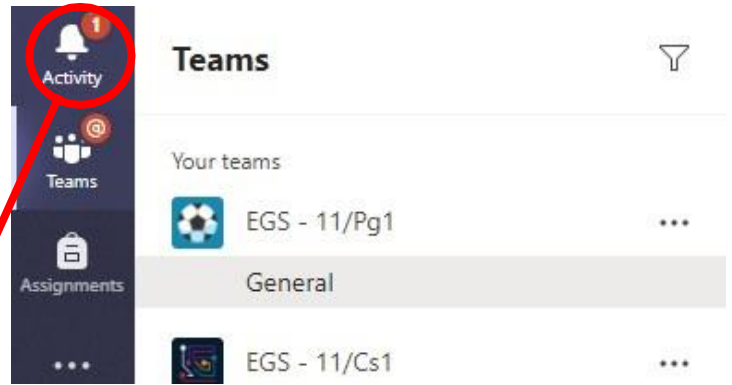 1
Activity
Teams
@
Teams
Assignments
...
Your teams
EGS - 11/Pg1
...
General
EGS - 11/Cs1
...